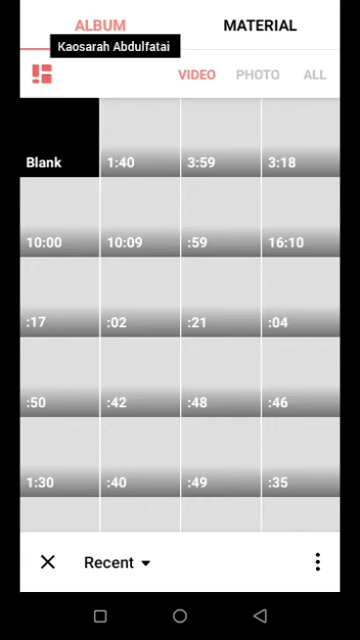 ALBUM MATERIAL
Kaosarah Abdulfatai
VIDEO PHOTO ALL
Blank 1:40 3:59 3:18
10:00 10:09 :59 16:10
:17 :02 :21 :04
:50 :42 :48 :46
1:30 :40 :49 :35
Recent